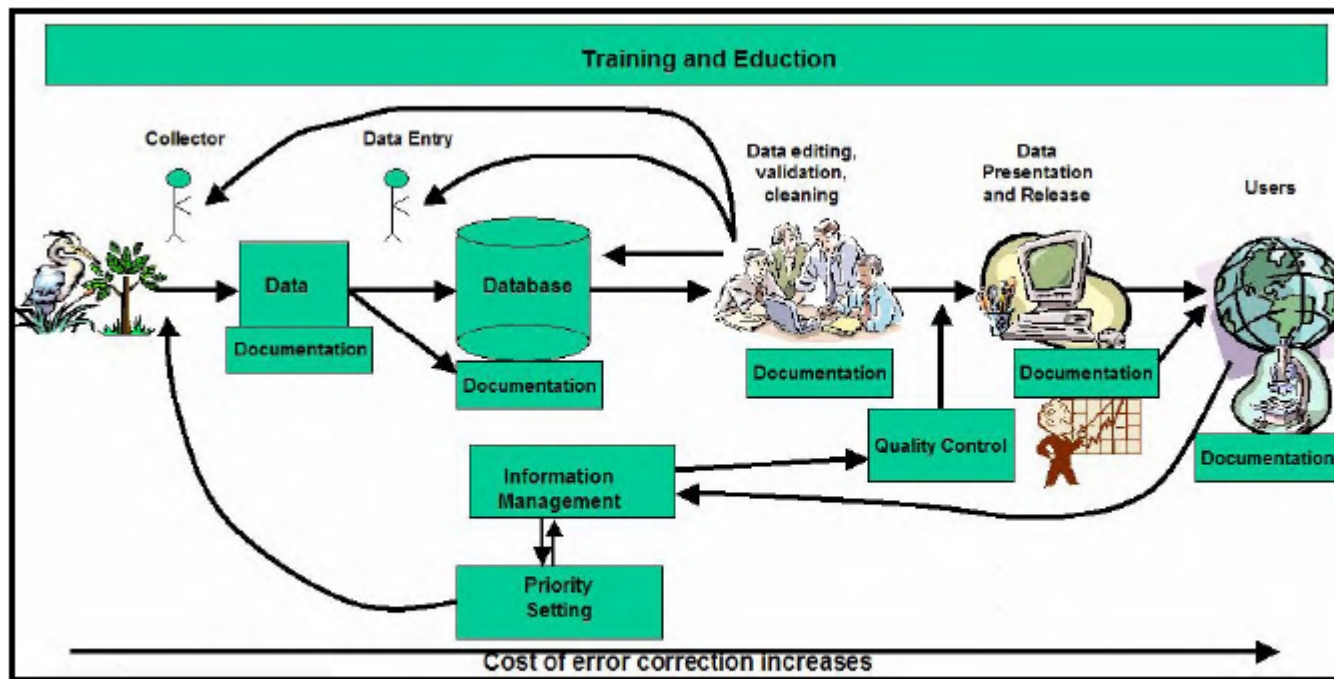 Training and Eduction
Collector
Data Entry
Data editing,
validation,
cleaning
Data
Presentation
and Release
Users
Data
Documentation
Database
Documentation
Documentation
Documentation
Documentation
Quality Control
Information
Management
Priority
Setting
Cost of error correction increases